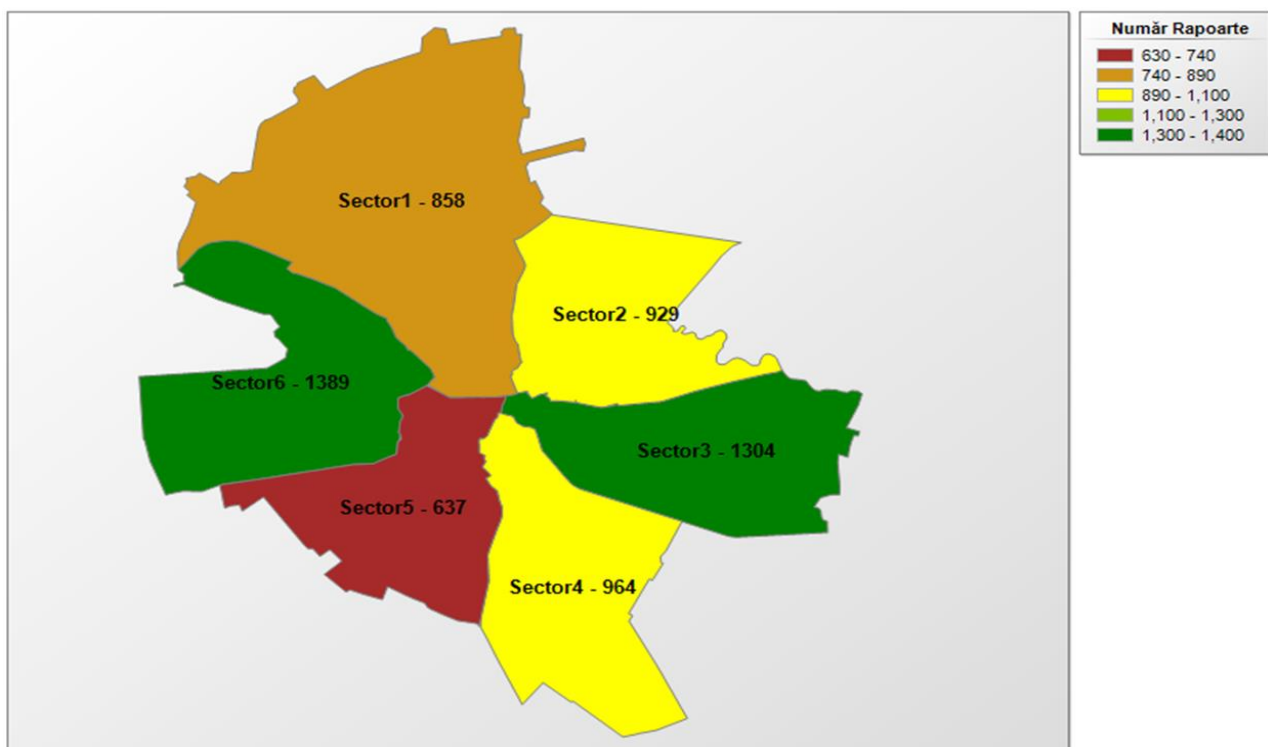 Număr Rapoarte
630 - 740
740 - 890
890 - 1,100
1,100 - 1,300
1,300 - 1,400
Sector1 - 858
Sector2 - 929
Sector6 - 1389
Sector3 - 1304
Sector5 - 637
Sector4 - 964